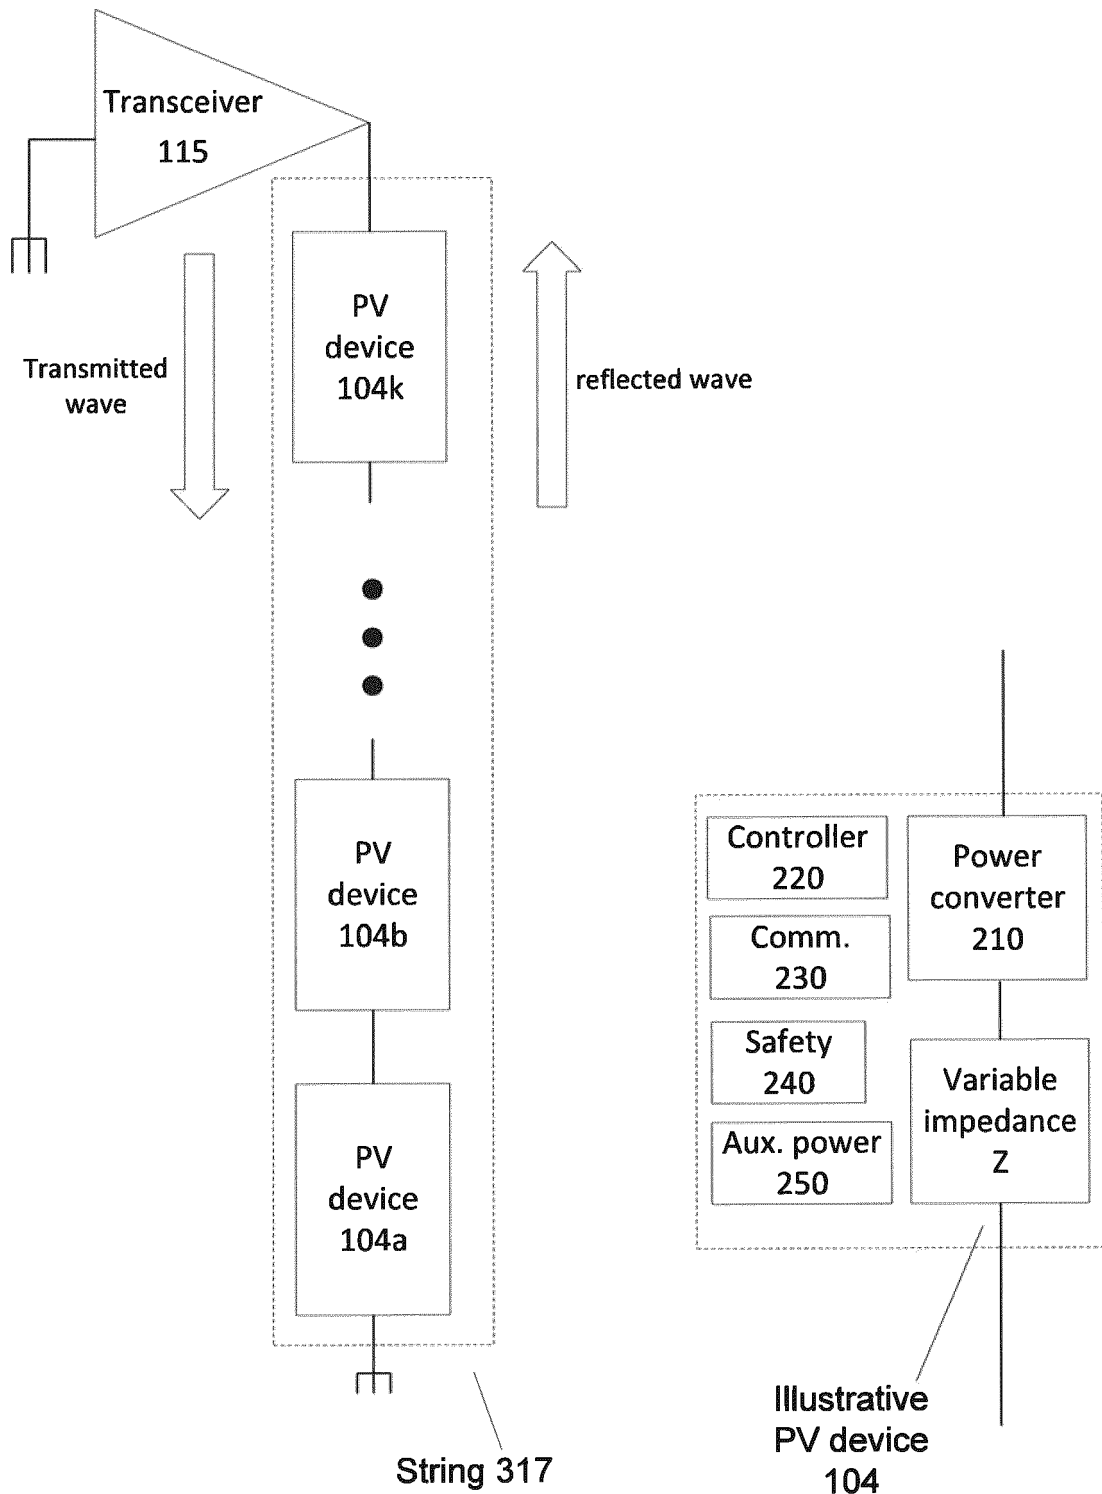 Transceiver
115
PV
device
104k
Transmitted
wave
reflected wave
PV
device
104b
PV
device
104a
String 317
Controller
220
Comm.
230
Safety
240
Aux. power
250
Power
converter
210
Variable
impedance
Z
Illustrative
PV device
104